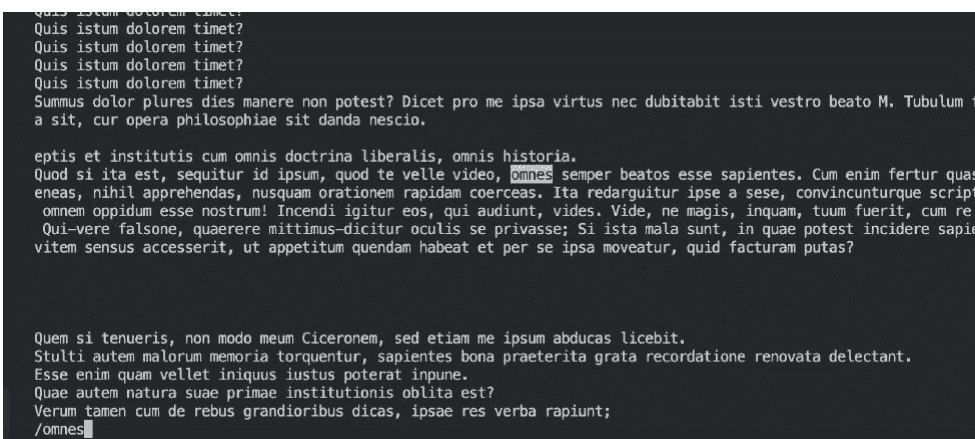 Quis istum dolorem timet?
Quis istum dolorem timet?
Quis istum dolorem timet?
Quis istum dolorem timet?
Quis istum dolorem timet?
Summus dolor plures dies manere non potest? Dicet pro me ipsa virtus nec dubitabit isti vestro beato M. Tubulum
a sit, cur opera philosophiae sit danda nescio.
eptis et institutis cum omnis doctrina liberalis, omnis historia.
Quod si ita est, sequitur id ipsum, quod te velle video, omnes semper beatos esse sapientes. Cum enim fertur quas
eneas, nihil apprehendas, nusquam orationem rapidam coerceas. Ita redarguitur ipse a sese, convincunturque script
omnem oppidum esse nostrum! Incendi igitur eos, qui audiunt, vides. Vide, ne magis, inquam, tuum fuerit, cum re
Qui-vere falsone, quaerere mittimus-dicitur oculis se privasse; Si ista mala sunt, in quae potest incidere sapie
vitem sensus accesserit, ut appetitum quendam habeat et per se ipsa moveatur, quid facturam putas?
Quem si tenueris, non modo meum Ciceronem, sed etiam me ipsum abducas licebit.
Stulti autem malorum memoria torquentur, sapientes bona praeterita grata recordatione renovata delectant.
Esse enim quam vellet iniquus iustus poterat inpune.
Quae autem natura suae primae institutionis oblita est?
Verum tamen cum de rebus grandioribus dicas, ipsae res verba rapiunt;
/omnes